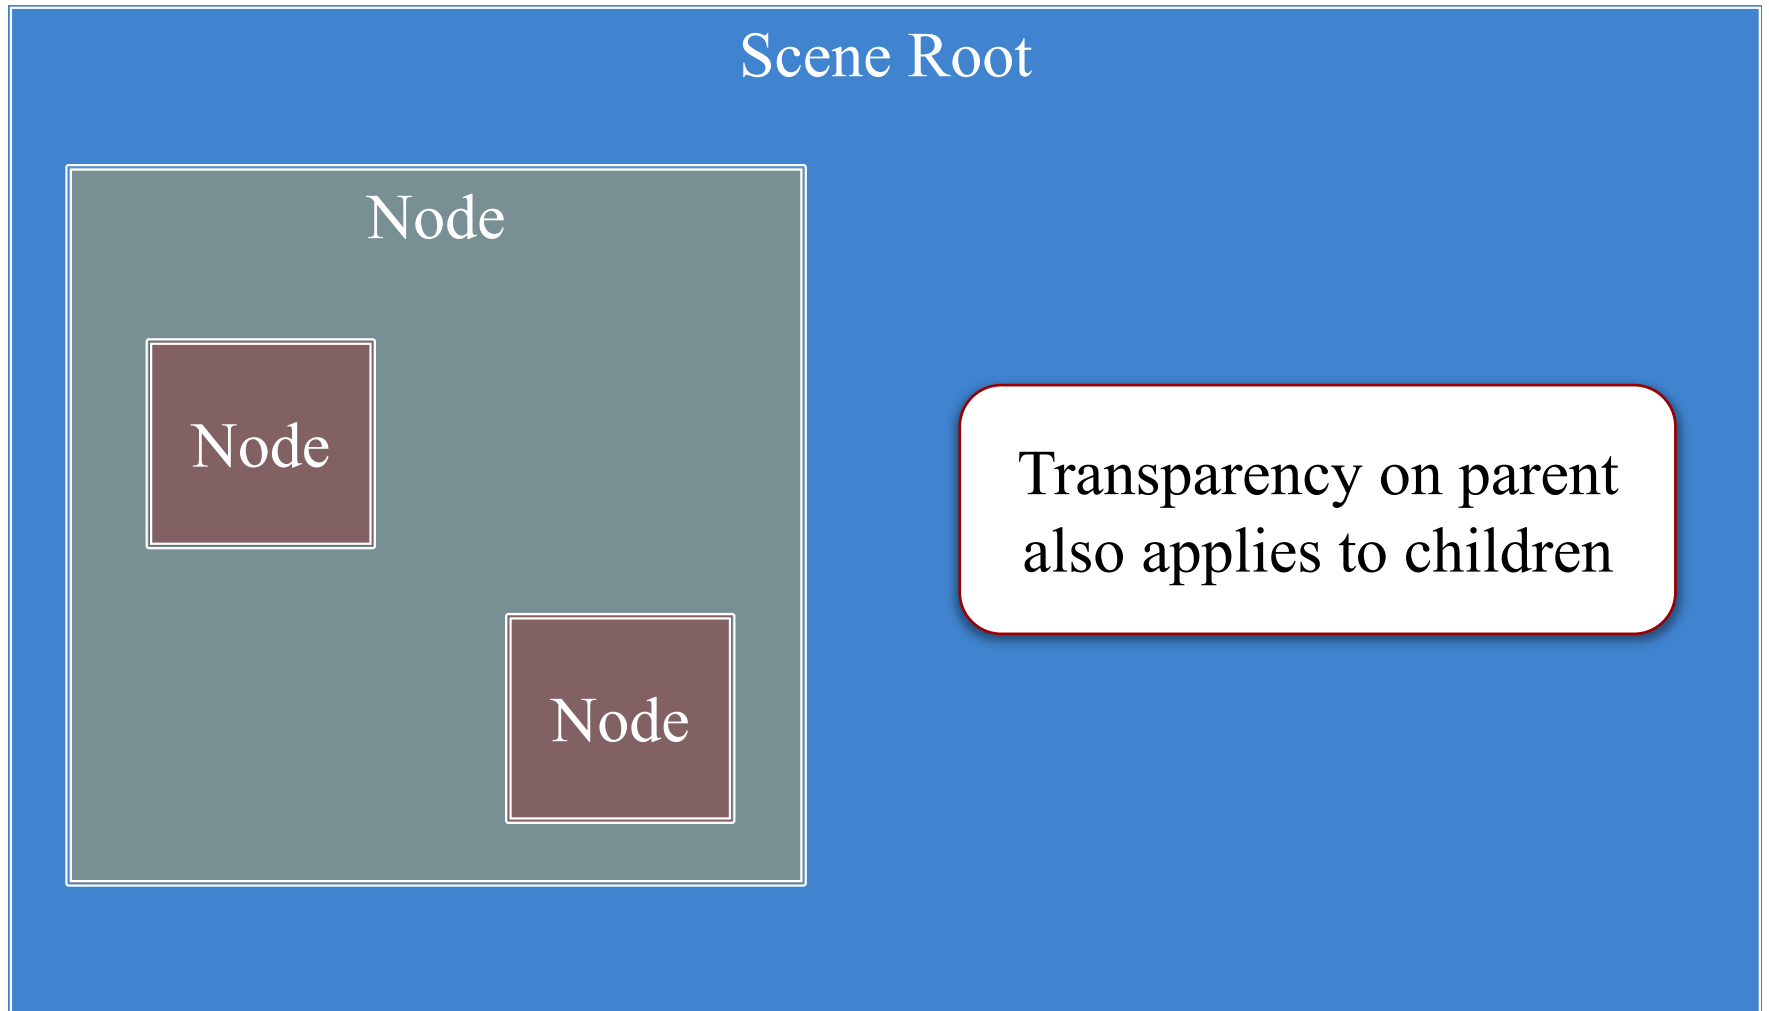 Scene Root
Node
Node
Node
Transparency on parent
also applies to children